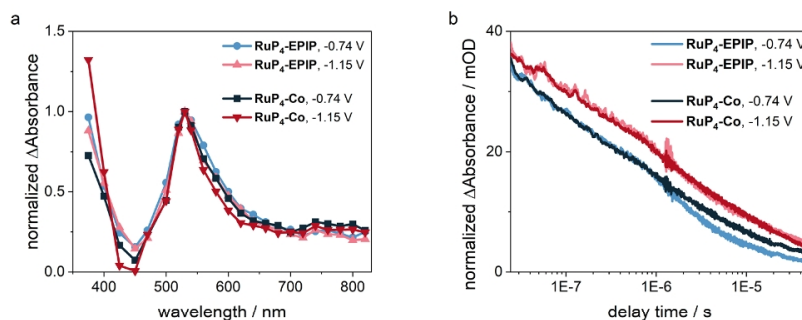 a
1.5
1.0
0.5
0.0
normalized ΔAbsorbance
400
500
600
700
800
wavelength / nm
RuP₄-EPIP, -0.74 V
RuP₄-EPIP, -1.15 V
RuP₄-Co, -0.74 V
RuP₄-Co, -1.15 V
b
40
20
0
normalized ΔAbsorbance / mOD
1E-7
1E-6
1E-5
delay time / s
RuP₄-EPIP, -0.74 V
RuP₄-EPIP, -1.15 V
RuP₄-Co, -0.74 V
RuP₄-Co, -1.15 V